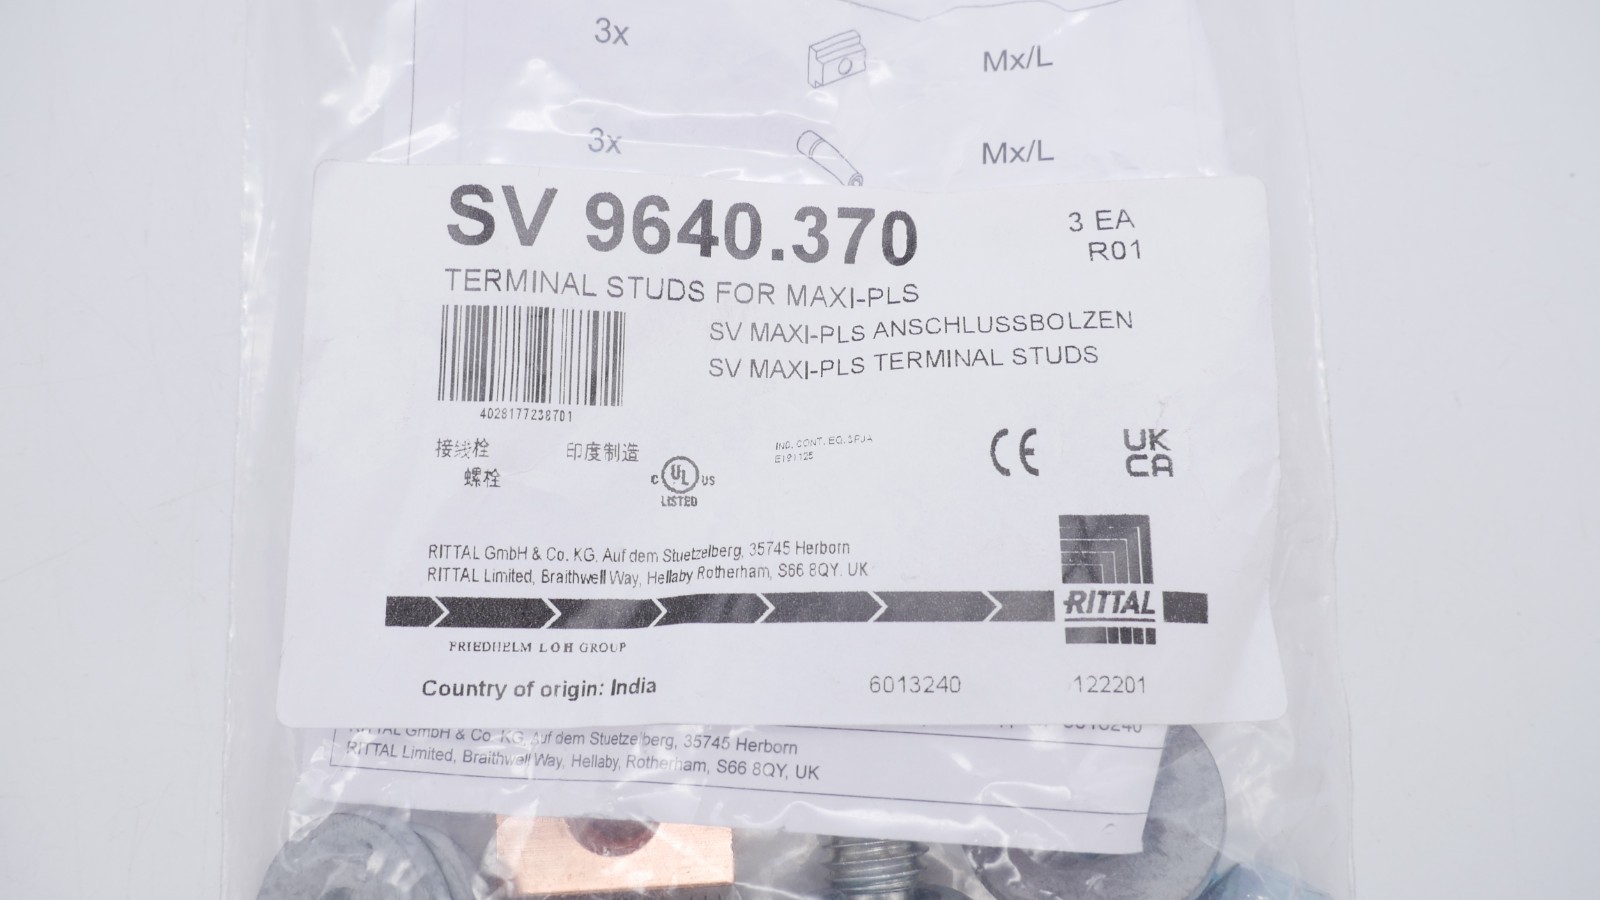 3x Mx/L
3x Mx/L
SV 9640.370
3 EA
R01
TERMINAL STUDS FOR MAXI-PLS
SV MAXI-PLS ANSCHLUSSBOLZEN
SV MAXI-PLS TERMINAL STUDS
4028177238701
接线栓 印度制造
螺栓
C UL US
LISTED
IND. CONT. EQ.
E191125
CE
UK
CA
RITTAL GmbH & Co. KG, Auf dem Stuetzelberg, 35745 Herborn
RITTAL Limited, Braithwell Way, Hellaby Rotherham, S66 8QY. UK
RITTAL
FRIEDHELM LOH GROUP
Country of origin: India 6013240 122201
RITTAL GmbH & Co. KG, Auf dem Stuetzelberg, 35745 Herborn
RITTAL Limited, Braithwell Way, Hellaby, Rotherham, S66 8QY, UK